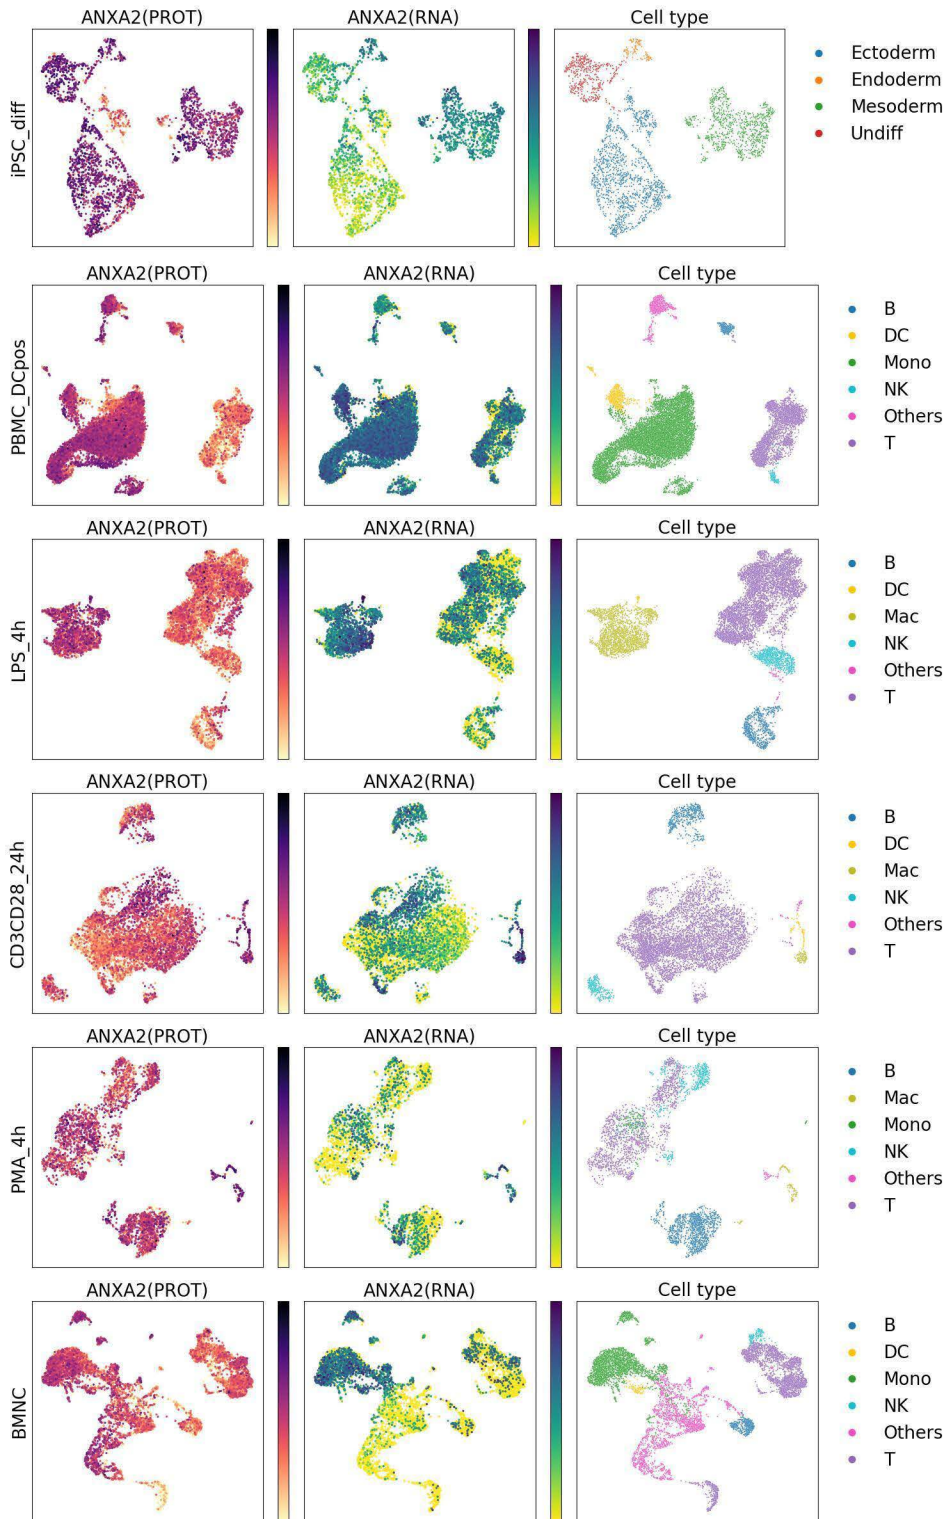 ANXA2(PROT) ANXA2(RNA) Cell type
iPSC_diff
Ectoderm
Endoderm
Mesoderm
Undiff
ANXA2(PROT) ANXA2(RNA) Cell type
PBMC_DCpos
B
DC
Mono
NK
Others
T
ANXA2(PROT) ANXA2(RNA) Cell type
LPS_4h
B
DC
Mac
NK
Others
T
ANXA2(PROT) ANXA2(RNA) Cell type
CD3CD28_24h
B
DC
Mac
NK
Others
T
ANXA2(PROT) ANXA2(RNA) Cell type
PMA_4h
B
Mac
Mono
NK
Others
T
ANXA2(PROT) ANXA2(RNA) Cell type
BMNC
B
DC
Mono
NK
Others
T